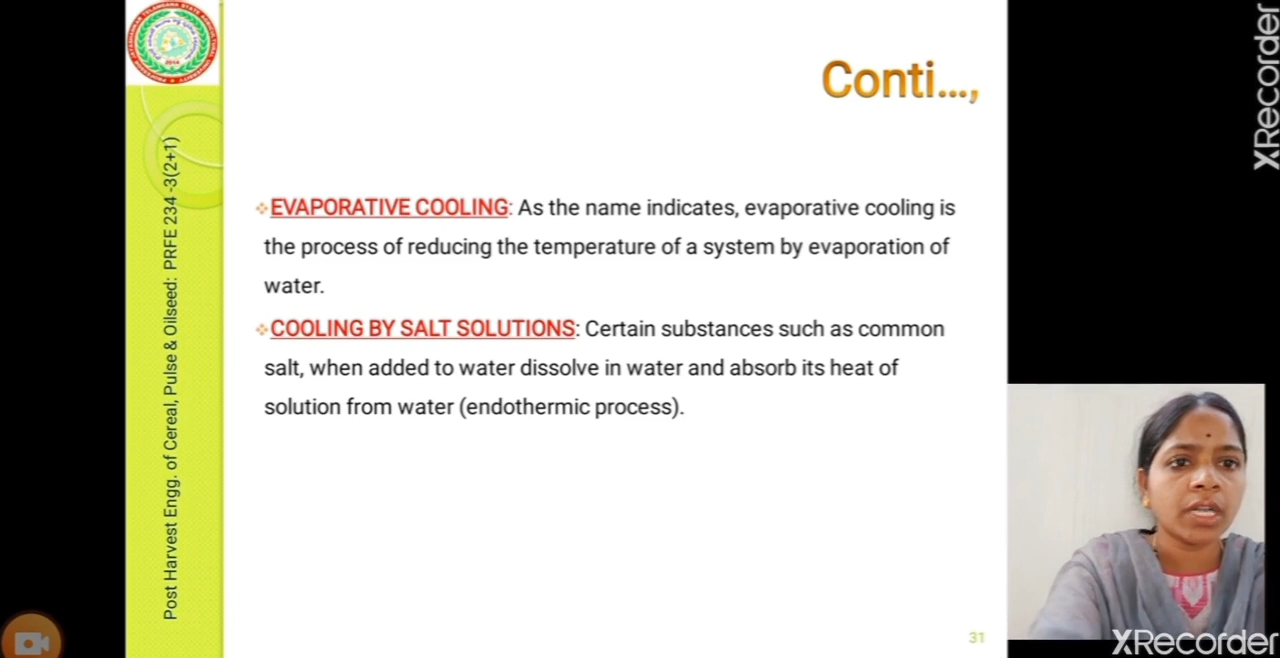 Conti...,
EVAPORATIVE COOLING: As the name indicates, evaporative cooling is
the process of reducing the temperature of a system by evaporation of
water.
COOLING BY SALT SOLUTIONS: Certain substances such as common
salt, when added to water dissolve in water and absorb its heat of
solution from water (endothermic process).
31
Post Harvest Engg. of Cereal, Pulse & Oilseed: PRFE 234 -3(2+1)
2014
XRecorder
XRecorder